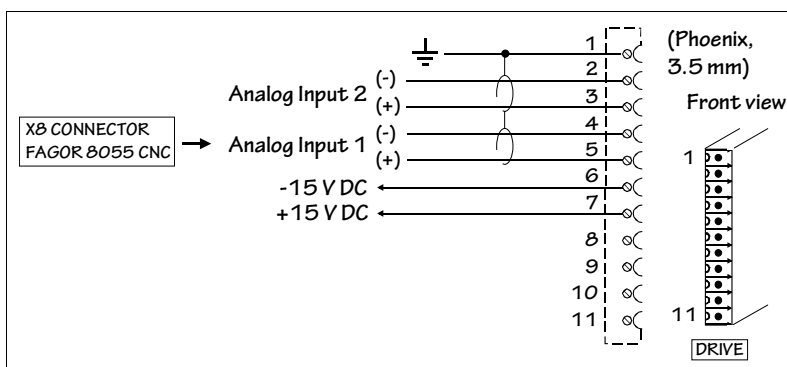 X8 CONNECTOR
FAGOR 8055 CNC
Analog Input 2
(-)
(+)
Analog Input 1
(-)
(+)
-15 V DC
+15 V DC
1
2
3
4
5
6
7
8
9
10
11
(Phoenix,
3.5 mm)
Front view
1
11
DRIVE